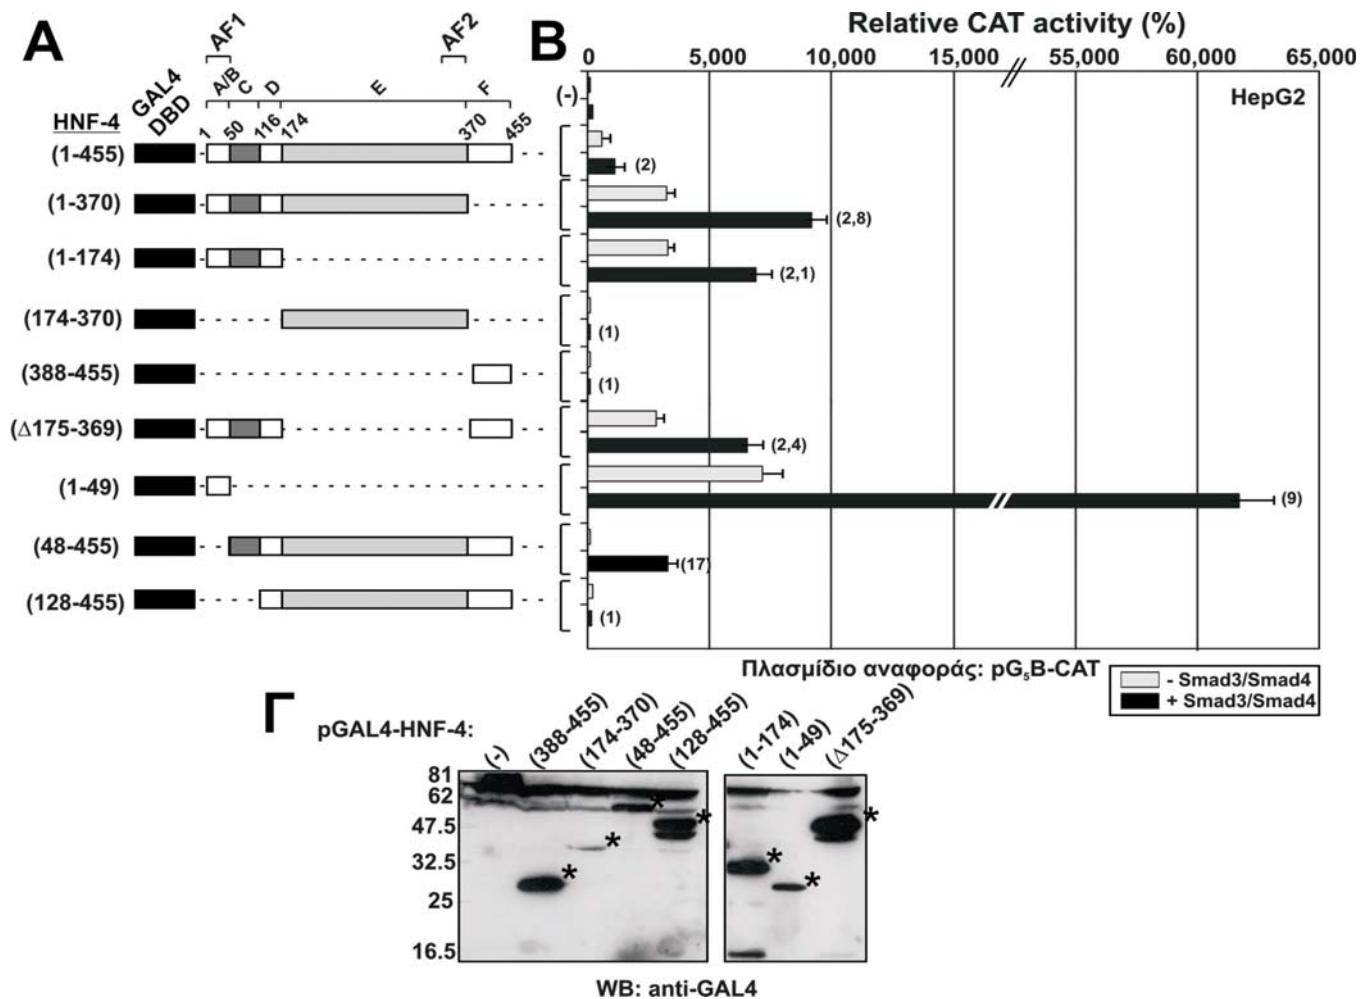 A
AF1
AF2
B
Relative CAT activity (%)
0 5,000 10,000 15,000 // 55,000 60,000 65,000
GAL4 DBD
A/B C D E F
HNF-4
1 50 116 174 370 455
(-)
HepG2
(1-455)
(2)
(1-370)
(2,8)
(1-174)
(2,1)
(174-370)
(1)
(388-455)
(1)
(Δ175-369)
(2,4)
(1-49)
(9)
(48-455)
(17)
(128-455)
(1)
Πλασμίδιο αναφοράς: pG₅B-CAT
- Smad3/Smad4
+ Smad3/Smad4
Γ
pGAL4-HNF-4:
(-) (388-455) (174-370) (48-455) (128-455) (1-174) (1-49) (Δ175-369)
81
62
47.5
32.5
25
16.5
* * * * * * *
WB: anti-GAL4